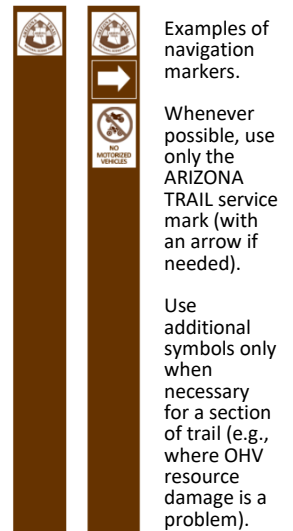 NO
MOTORIZED
VEHICLES
Examples of
navigation
markers.
Whenever
possible, use
only the
ARIZONA
TRAIL service
mark (with
an arrow if
needed).
Use
additional
symbols only
when
necessary
for a section
of trail (e.g.,
where OHV
resource
damage is a
problem).